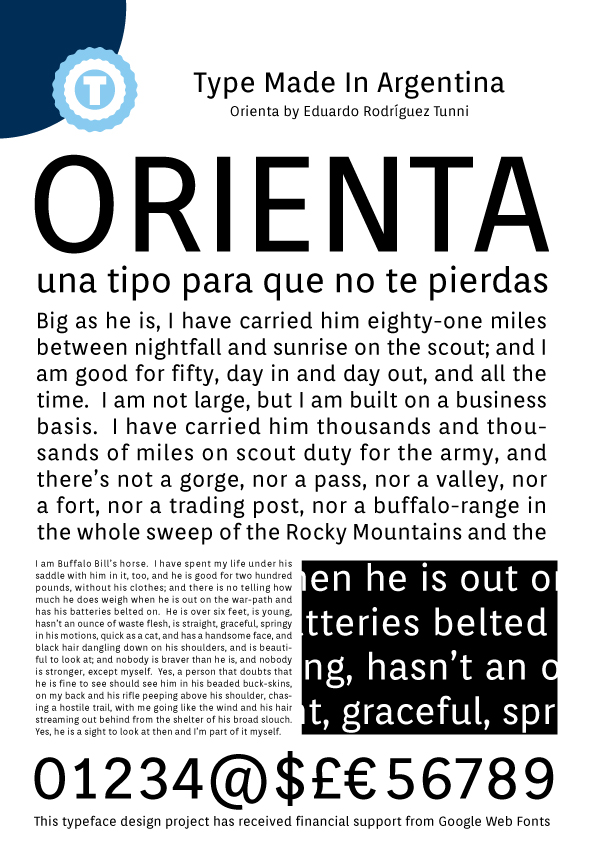 T
Type Made In Argentina
Orienta by Eduardo Rodríguez Tunni
ORIENTA
una tipo para que no te pierdas
Big as he is, I have carried him eighty-one miles
between nightfall and sunrise on the scout; and I
am good for fifty, day in and day out, and all the
time. I am not large, but I am built on a business
basis. I have carried him thousands and thou-
sands of miles on scout duty for the army, and
there's not a gorge, nor a pass, nor a valley, nor
a fort, nor a trading post, nor a buffalo-range in
the whole sweep of the Rocky Mountains and the
I am Buffalo Bill's horse. I have spent my life under his
saddle with him in it, too, and he is good for two hundred
pounds, without his clothes; and there is no telling how
much he does weigh when he is out on the war-path and
has his batteries belted on. He is over six feet, is young,
hasn't an ounce of waste flesh, is straight, graceful, springy
in his motions, quick as a cat, and has a handsome face, and
black hair dangling down on his shoulders, and is beauti-
ful to look at; and nobody is braver than he is, and nobody
is stronger, except myself. Yes, a person that doubts that
he is fine to see should see him in his beaded buck-skins,
on my back and his rifle peeping above his shoulder, chas-
ing a hostile trail, with me going like the wind and his hair
streaming out behind from the shelter of his broad slouch.
Yes, he is a sight to look at then and I'm part of it myself.
hen he is out or
tteries belted
ng, hasn't an o
t, graceful, spr
01234@$£€56789
This typeface design project has received financial support from Google Web Fonts